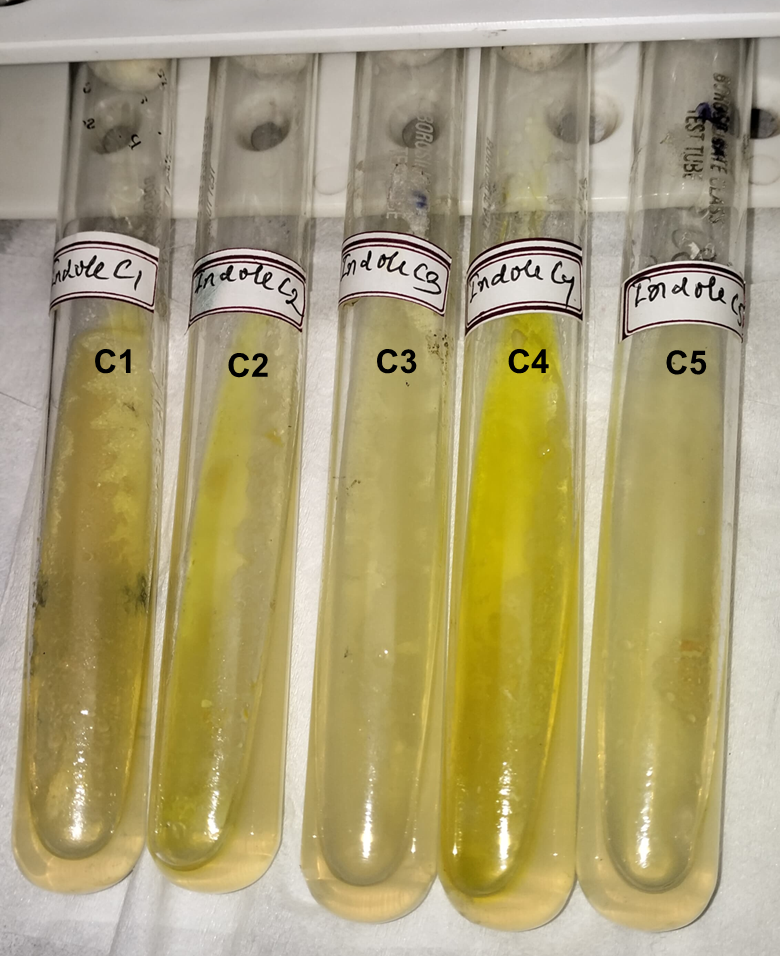 Indole C1
Indole C2
Indole C3
Indole C4
Indole C5
C1
C2
C3
C4
C5
TEST TUBE